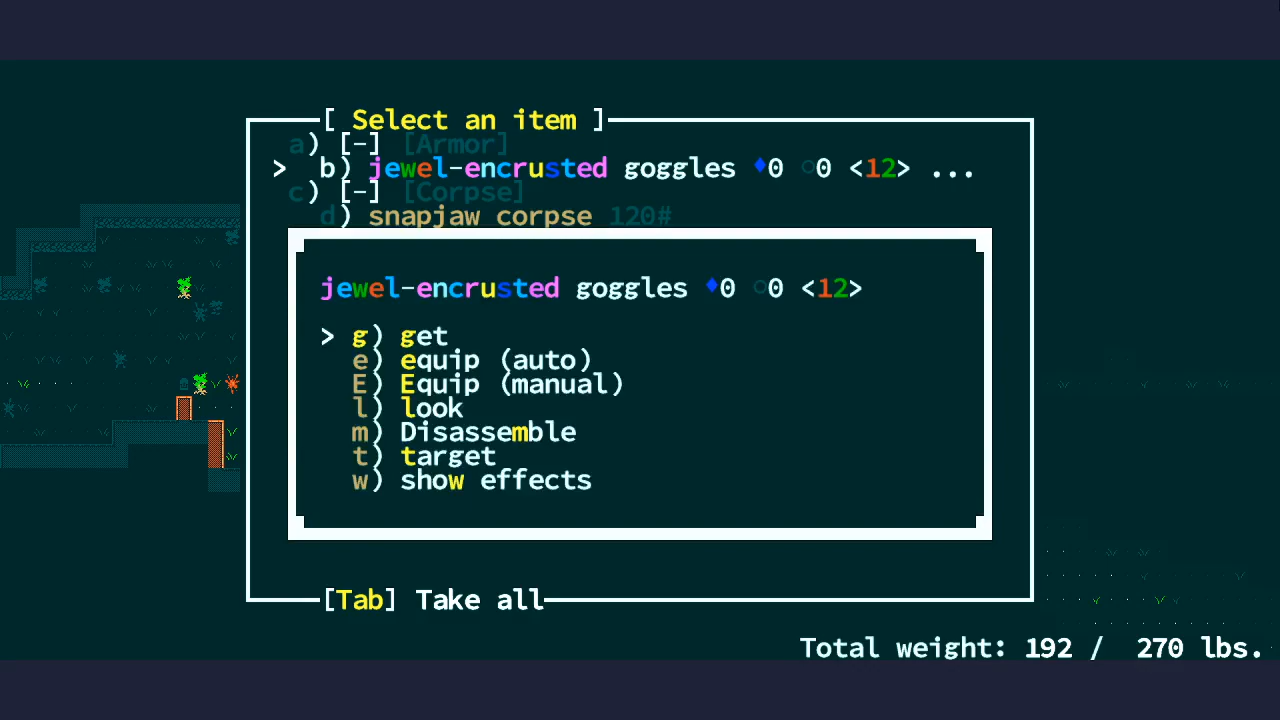 [ Select an item ]
a) [-] [Armor]
> b) jewel-encrusted goggles ♦0 ○0 <12> ...
c) [-] [Corpse]
d) snapjaw corpse 120#
jewel-encrusted goggles ♦0 ○0 <12>
> g) get
e) equip (auto)
E) Equip (manual)
l) look
m) Disassemble
t) target
w) show effects
[Tab] Take all
Total weight: 192 / 270 lbs.